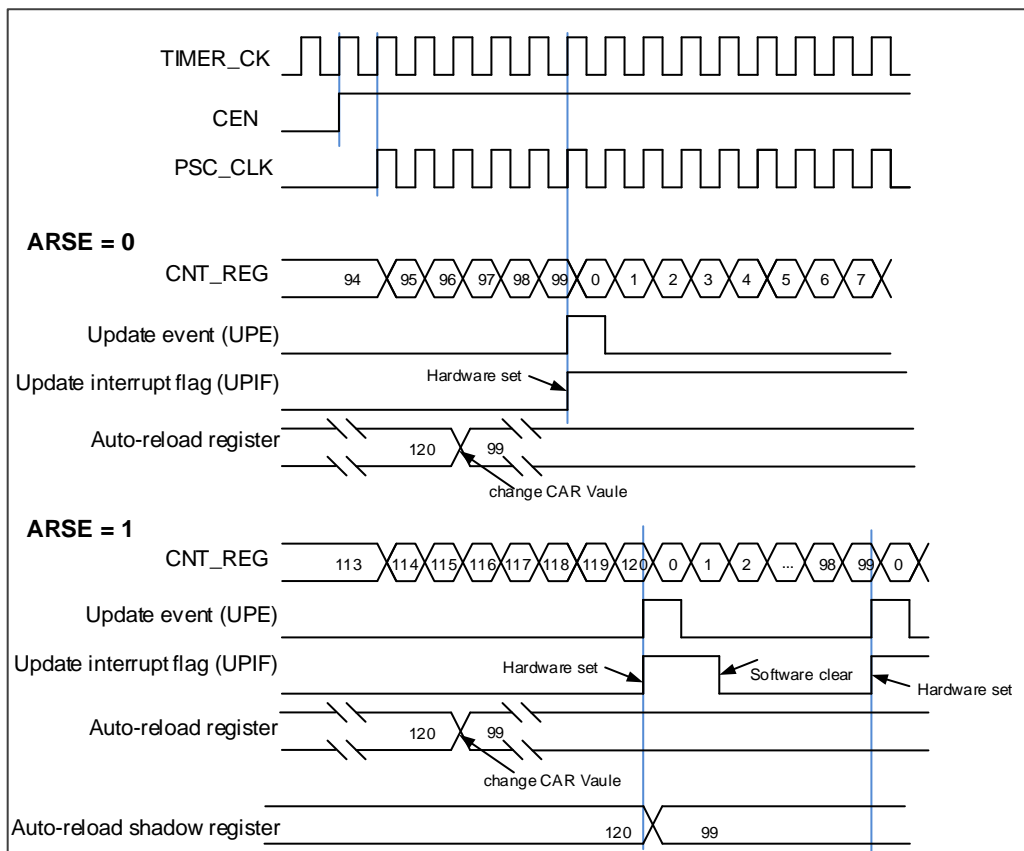 TIMER_CK
CEN
PSC_CLK
ARSE = 0
CNT_REG 94 95 96 97 98 99 0 1 2 3 4 5 6 7
Update event (UPE)
Update interrupt flag (UPIF) Hardware set
Auto-reload register 120 99
change CAR Vaule
ARSE = 1
CNT_REG 113 114 115 116 117 118 119 120 0 1 2 ... 98 99 0
Update event (UPE)
Update interrupt flag (UPIF) Hardware set Software clear Hardware set
Auto-reload register 120 99
change CAR Vaule
Auto-reload shadow register 120 99